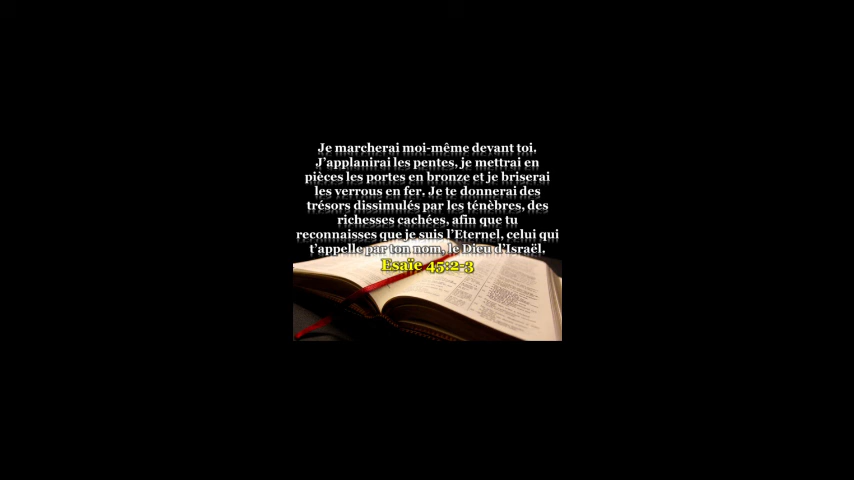 Je marcherai moi-même devant toi.
J'applanirai les pentes, je mettrai en
pièces les portes en bronze et je briserai
les verrous en fer. Je te donnerai des
trésors dissimulés par les ténèbres, des
richesses cachées, afin que tu
reconnaisses que je suis l'Eternel, celui qui
t'appelle par ton nom, le Dieu d'Israël.
Esaïe 45:2-3